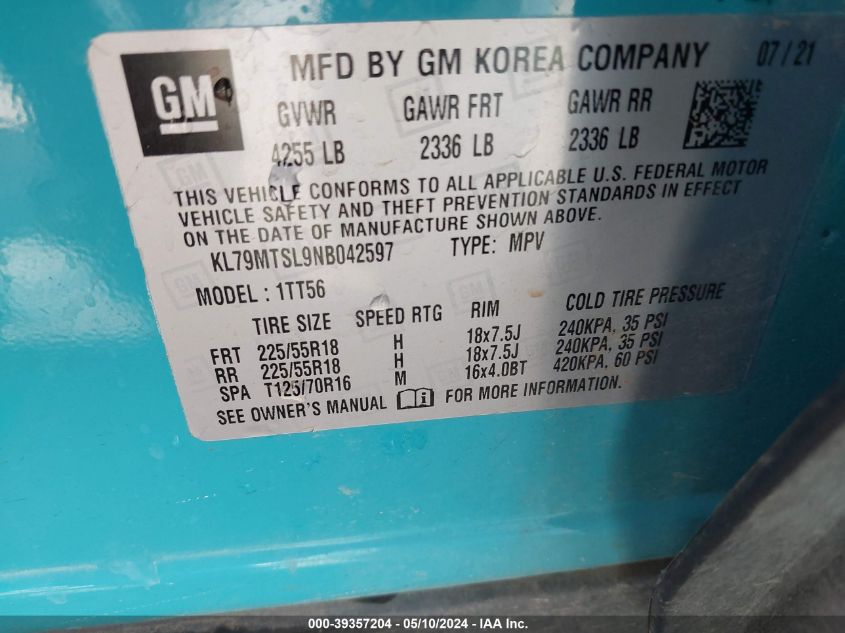 GM
MFD BY GM KOREA COMPANY 07/21
GVWR GAWR FRT GAWR RR
4255 LB 2336 LB 2336 LB
THIS VEHICLE CONFORMS TO ALL APPLICABLE U.S. FEDERAL MOTOR
VEHICLE SAFETY AND THEFT PREVENTION STANDARDS IN EFFECT
ON THE DATE OF MANUFACTURE SHOWN ABOVE.
KL79MTSL9NB042597 TYPE: MPV
MODEL : 1TT56
TIRE SIZE SPEED RTG RIM COLD TIRE PRESSURE
FRT 225/55R18 H 18x7.5J 240KPA, 35 PSI
RR 225/55R18 H 18x7.5J 240KPA, 35 PSI
SPA T125/70R16 M 16x4.0BT 420KPA, 60 PSI
SEE OWNER'S MANUAL i FOR MORE INFORMATION.
000-39357204 - 05/10/2024 - IAA Inc.